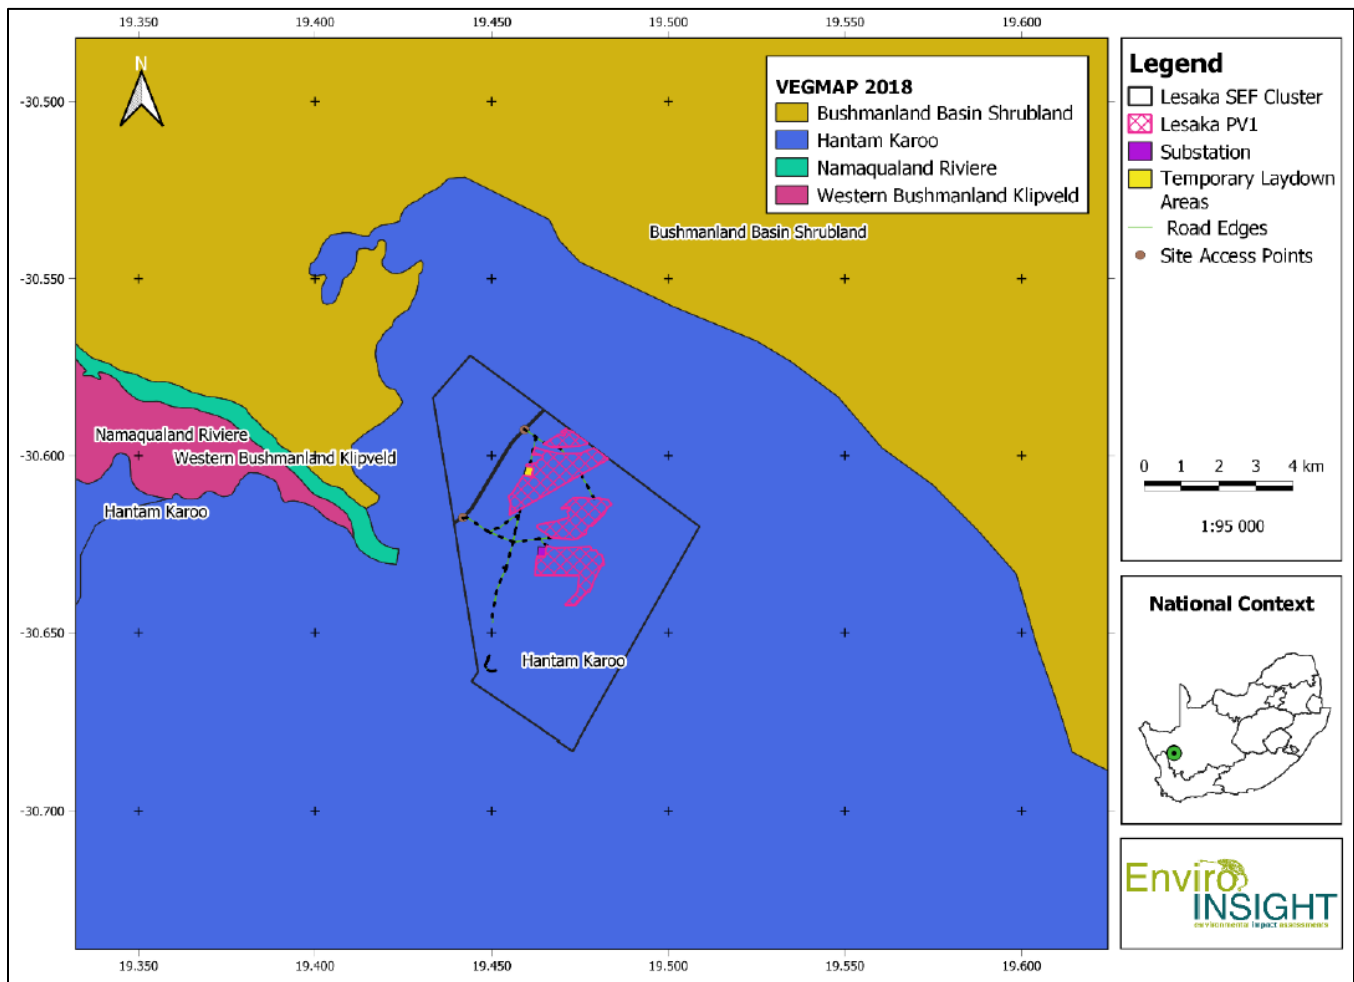 19.350 19.400 19.450 19.500 19.550 19.600
N
-30.500
-30.550
-30.600
-30.650
-30.700
VEGMAP 2018
Bushmanland Basin Shrubland
Hantam Karoo
Namaqualand Riviere
Western Bushmanland Klipveld
Bushmanland Basin Shrubland
Namaqualand Riviere
Western Bushmanland Klipveld
Hantam Karoo
Hantam Karoo
19.350 19.400 19.450 19.500 19.550 19.600
Legend
Lesaka SEF Cluster
Lesaka PV1
Substation
Temporary Laydown
Areas
Road Edges
Site Access Points
0 1 2 3 4 km
1:95 000
National Context
Enviro
INSIGHT
environmental impact assessments